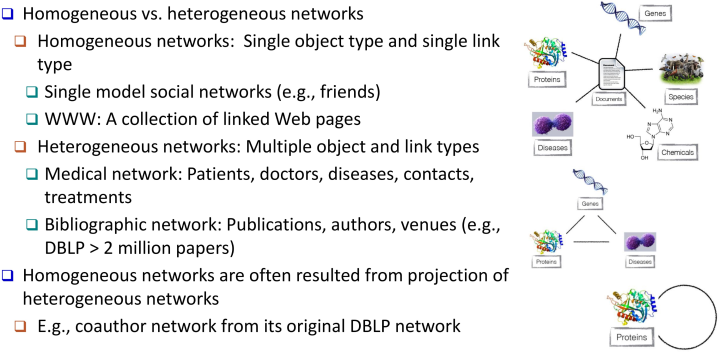 Homogeneous vs. heterogeneous networks
Homogeneous networks:  Single object type and single link
type
Single model social networks (e.g., friends)
WWW: A collection of linked Web pages
Heterogeneous networks: Multiple object and link types
Medical network: Patients, doctors, diseases, contacts,
treatments
Bibliographic network: Publications, authors, venues (e.g.,
DBLP > 2 million papers)
Homogeneous networks are often resulted from projection of
heterogeneous networks
E.g., coauthor network from its original DBLP network
Genes
Proteins
Documents
Species
Diseases
NH₂
N
N
N
N
HO
O
OH
Chemicals
Genes
Proteins
Diseases
Proteins